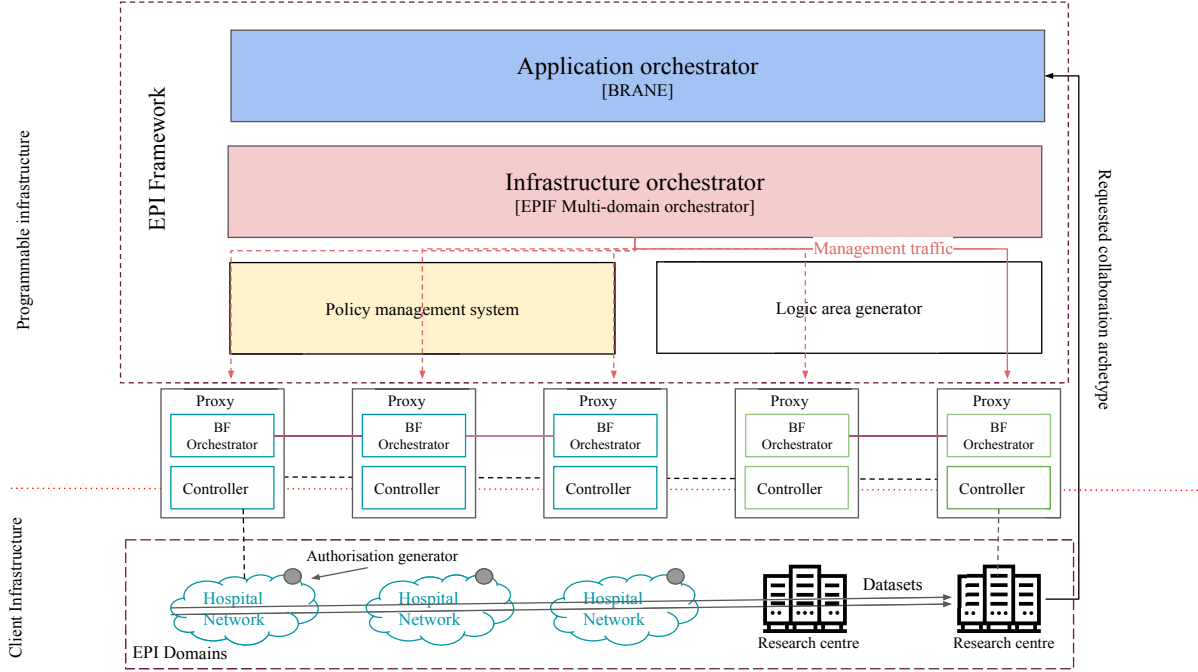 Programmable infrastructure
EPI Framework
Application orchestrator
[BRANE]
Infrastructure orchestrator
[EPIF Multi-domain orchestrator]
Management traffic
Policy management system
Logic area generator
Requested collaboration archetype
Proxy
BF
Orchestrator
Controller
Proxy
BF
Orchestrator
Controller
Proxy
BF
Orchestrator
Controller
Proxy
BF
Orchestrator
Controller
Proxy
BF
Orchestrator
Controller
Client Infrastructure
Authorisation generator
Hospital
Network
Hospital
Network
Hospital
Network
Datasets
Research centre
Research centre
EPI Domains